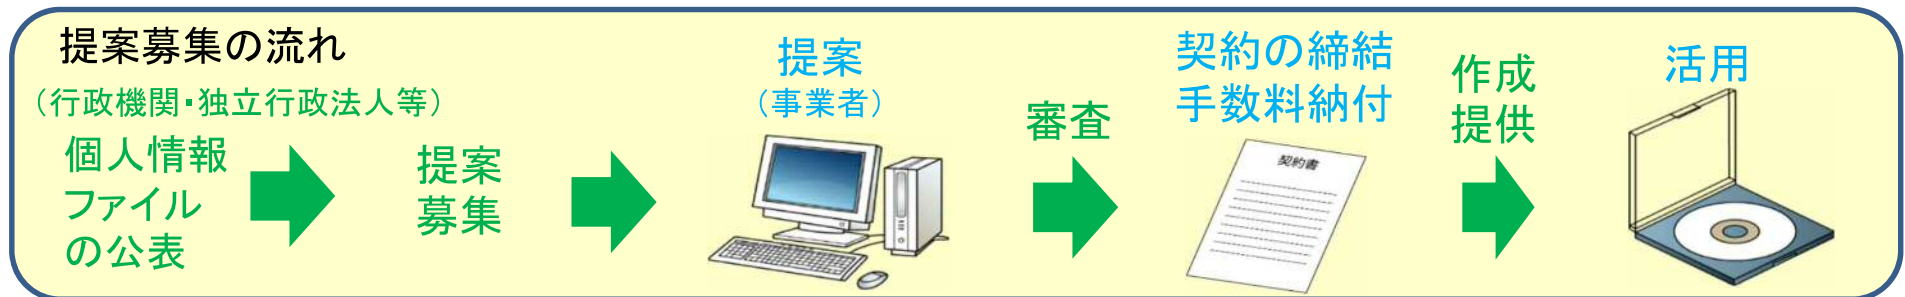 提案募集の流れ
（行政機関・独立行政法人等）
個人情報
ファイル
の公表
提案
募集
提案
（事業者）
審査
契約の締結
手数料納付
契約書
作成
提供
活用